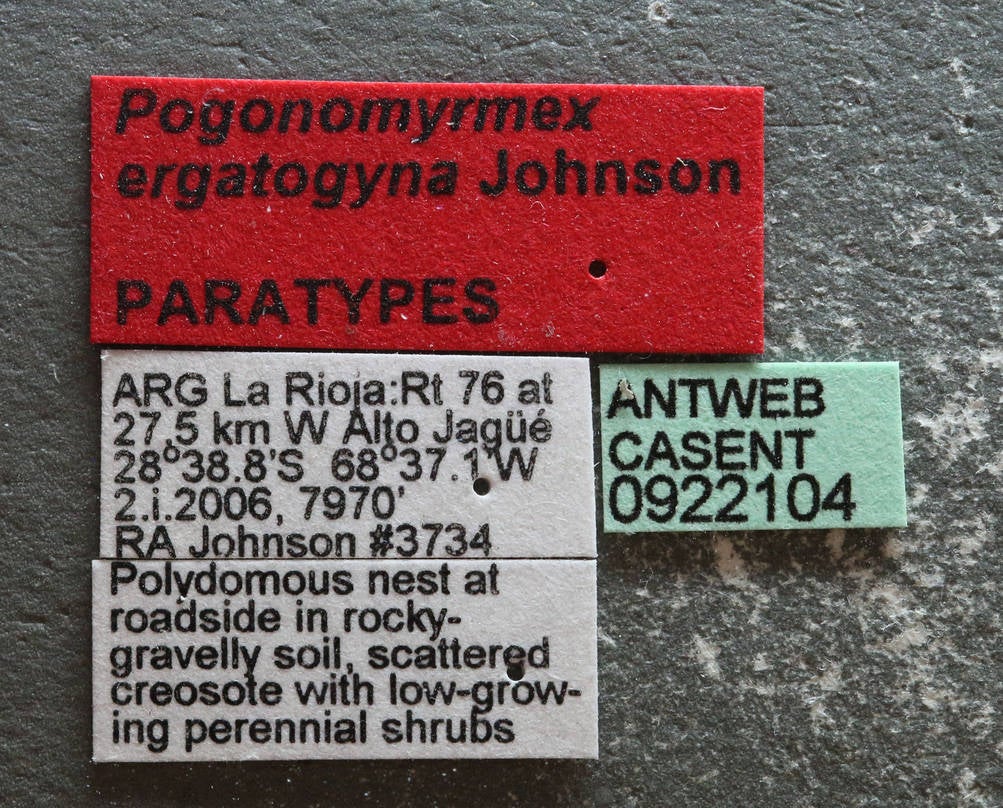 Pogonomyrmex
ergatogyna Johnson
PARATYPES
ARG La Rioja:Rt 76 at
27.5 km W Alto Jagüé
28°38.8'S 68°37.1'W
2.i.2006, 7970'
RA Johnson #3734
ANTWEB
CASENT
0922104
Polydomous nest at
roadside in rocky-
gravelly soil, scattered
creosote with low-grow-
ing perennial shrubs